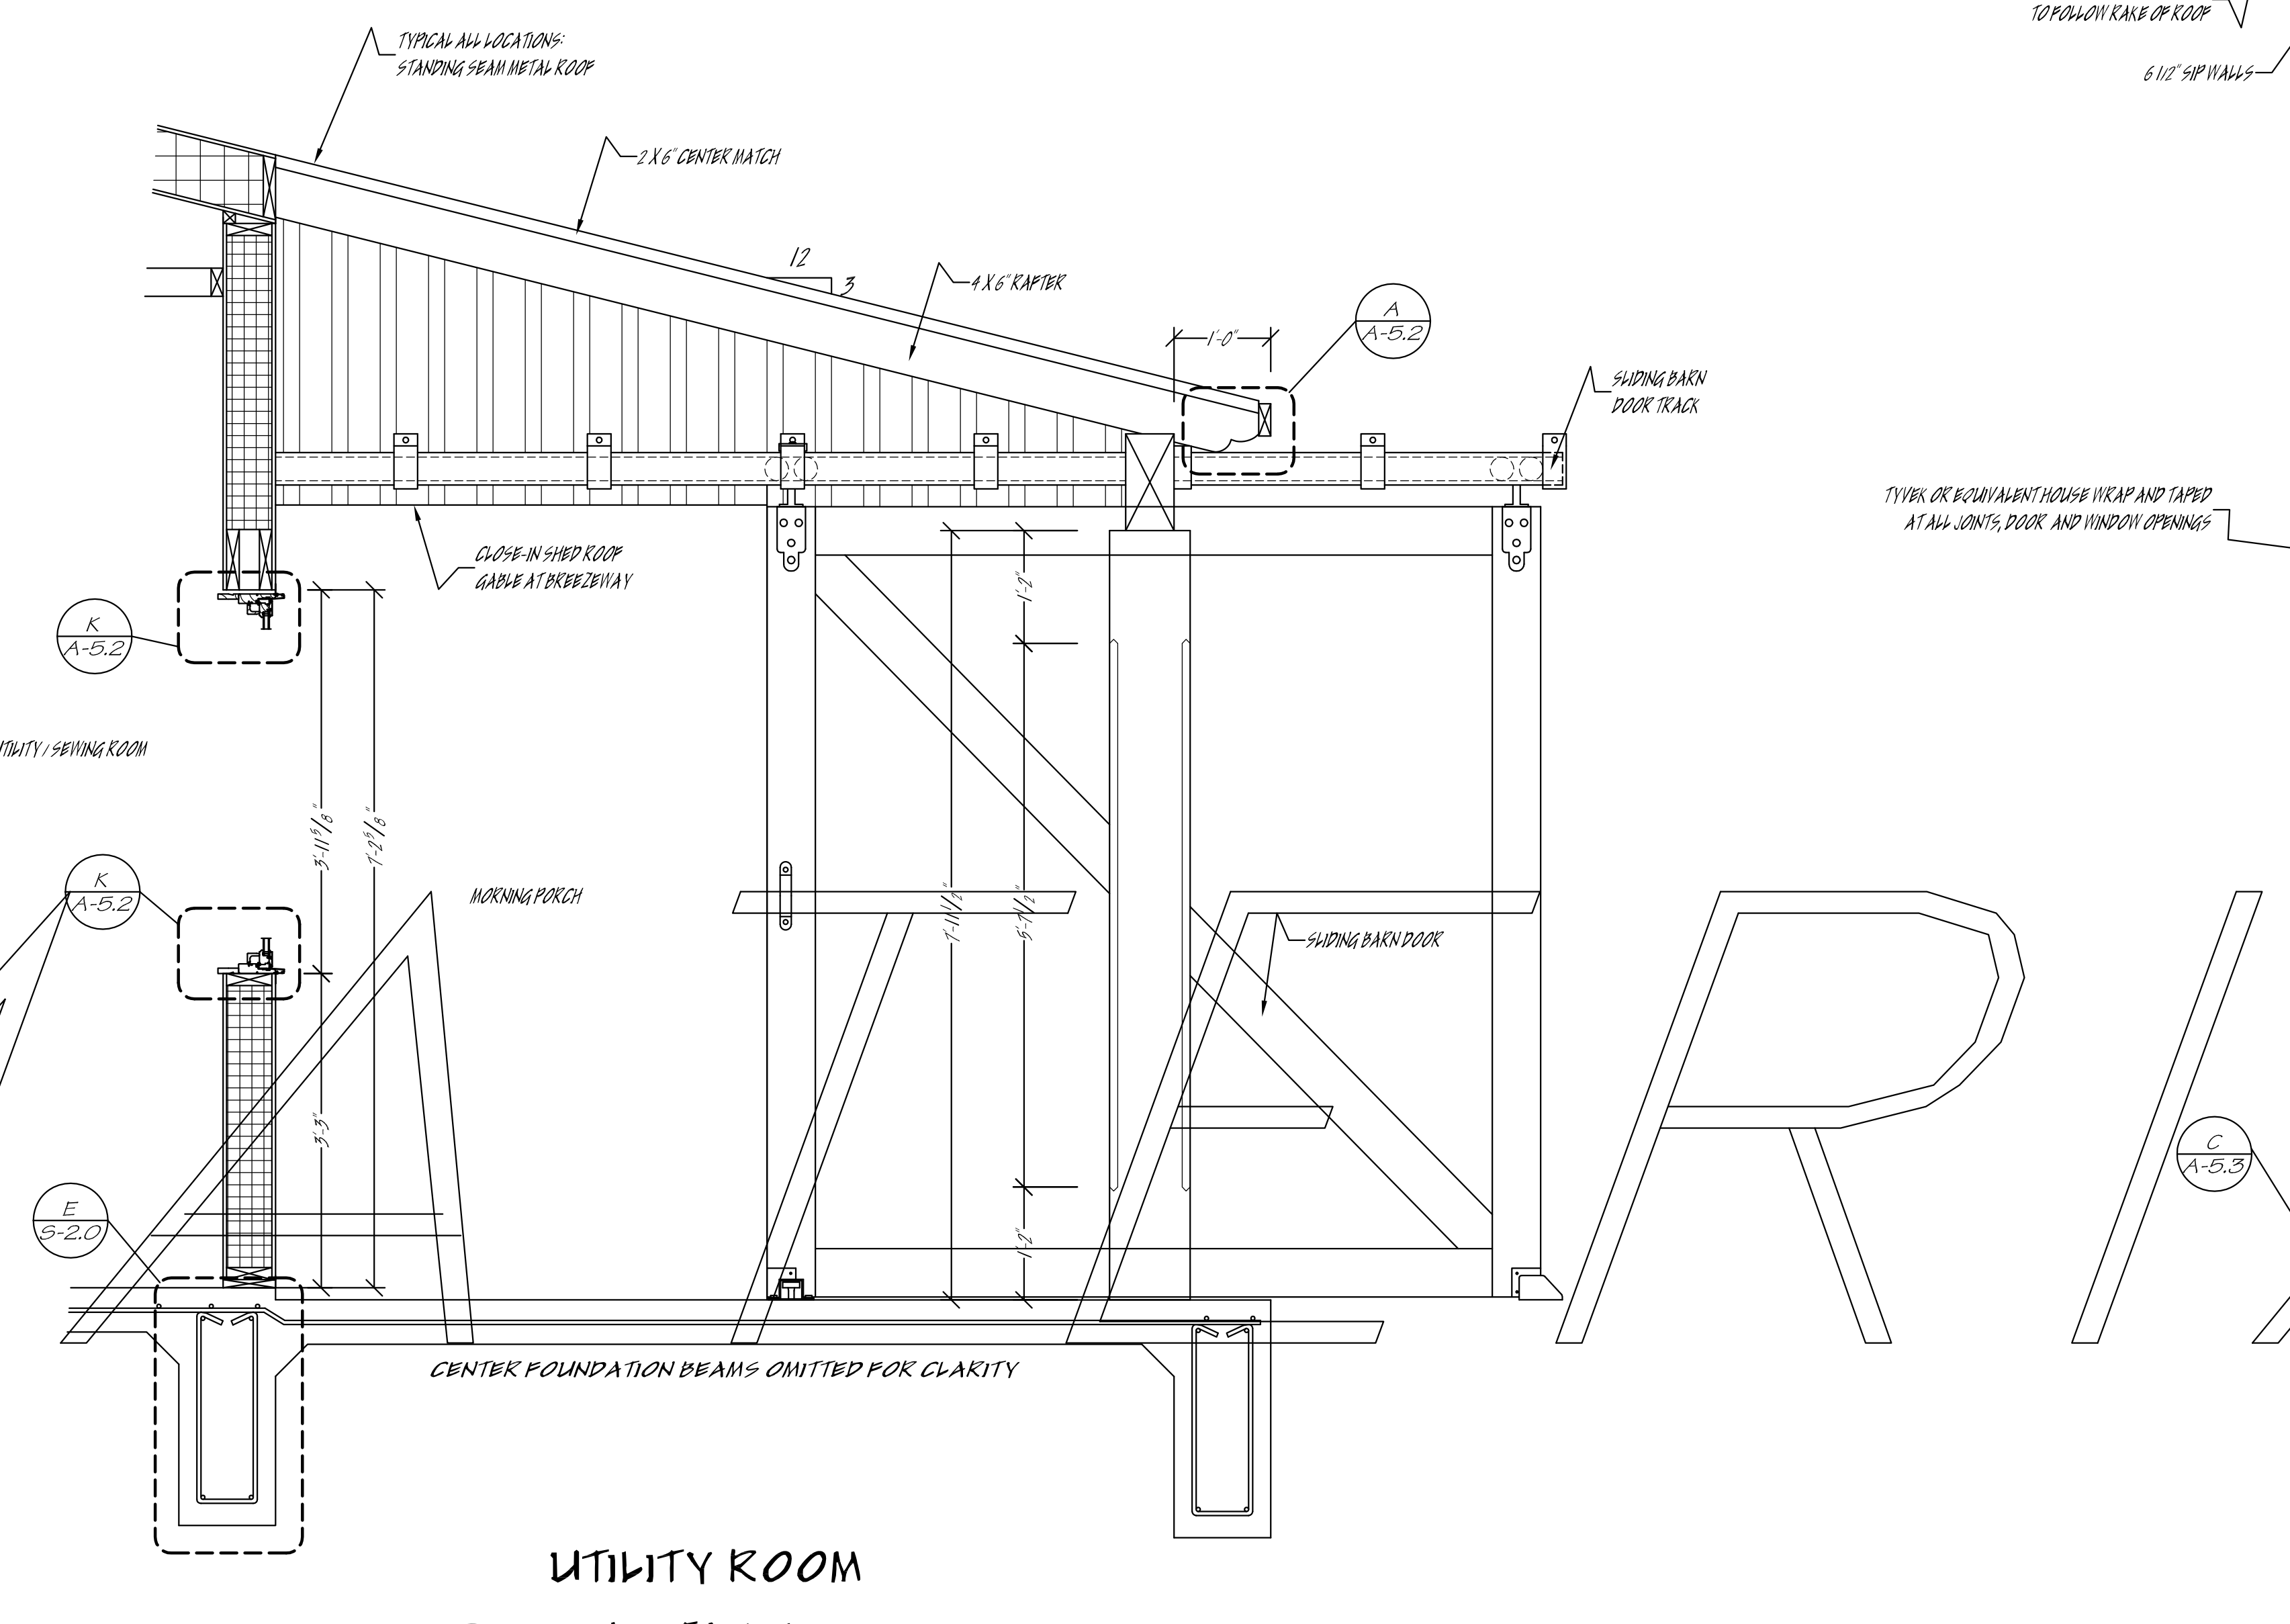 TO FOLLOW RAKE OF ROOF
6 1/2" SIP WALLS
TYPICAL ALL LOCATIONS:
STANDING SEAM METAL ROOF
2 X 6" CENTER MATCH
12
3
4 X 6" RAFTER
1'-0"
A
A-5.2
SLIDING BARN
DOOR TRACK
TYVEK OR EQUIVALENT HOUSE WRAP AND TAPED
AT ALL JOINTS, DOOR AND WINDOW OPENINGS
CLOSE-IN SHED ROOF
GABLE AT BREEZEWAY
1'-2"
K
A-5.2
UTILITY / SEWING ROOM
3'-11 5/8"
7'-2 5/8"
K
A-5.2
MORNING PORCH
7'-11 1/2"
5'-7 1/2"
SLIDING BARN DOOR
3'-3"
C
A-5.3
E
S-2.0
1'-2"
CENTER FOUNDATION BEAMS OMITTED FOR CLARITY
UTILITY ROOM